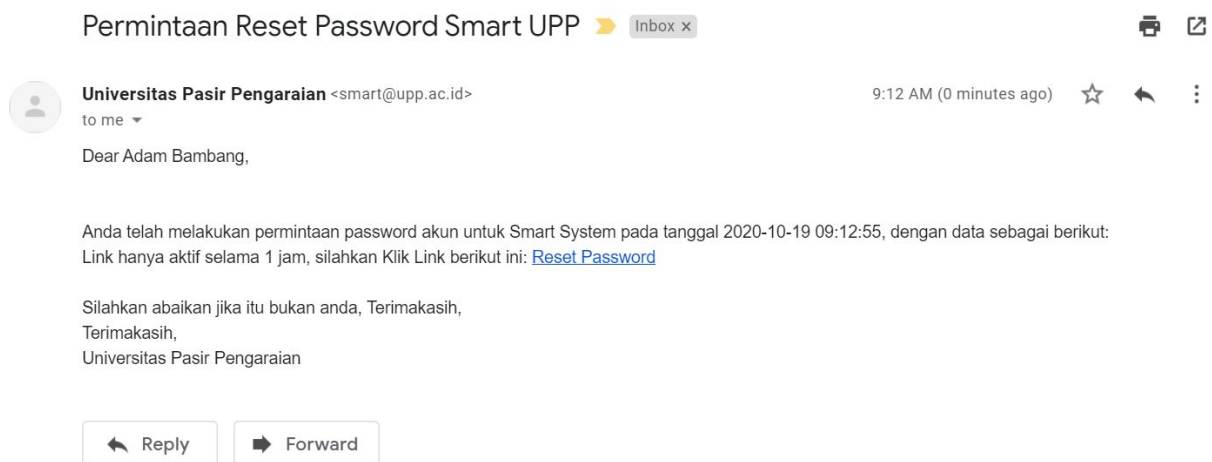 Permintaan Reset Password Smart UPP Inbox x
Universitas Pasir Pengaraian <smart@upp.ac.id> 9:12 AM (0 minutes ago)
to me
Dear Adam Bambang,
Anda telah melakukan permintaan password akun untuk Smart System pada tanggal 2020-10-19 09:12:55, dengan data sebagai berikut:
Link hanya aktif selama 1 jam, silahkan Klik Link berikut ini: Reset Password
Silahkan abaikan jika itu bukan anda, Terimakasih,
Terimakasih,
Universitas Pasir Pengaraian
Reply Forward